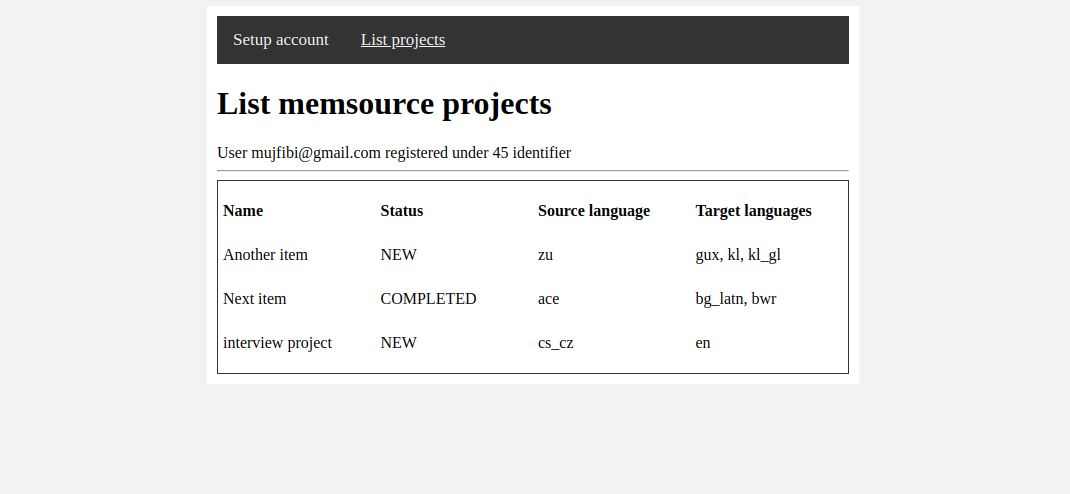 Setup account List projects
List memsource projects
User mujfibi@gmail.com registered under 45 identifier
Name Status Source language Target languages
Another item NEW zu gux, kl, kl_gl
Next item COMPLETED ace bg_latn, bwr
interview project NEW cs_cz en